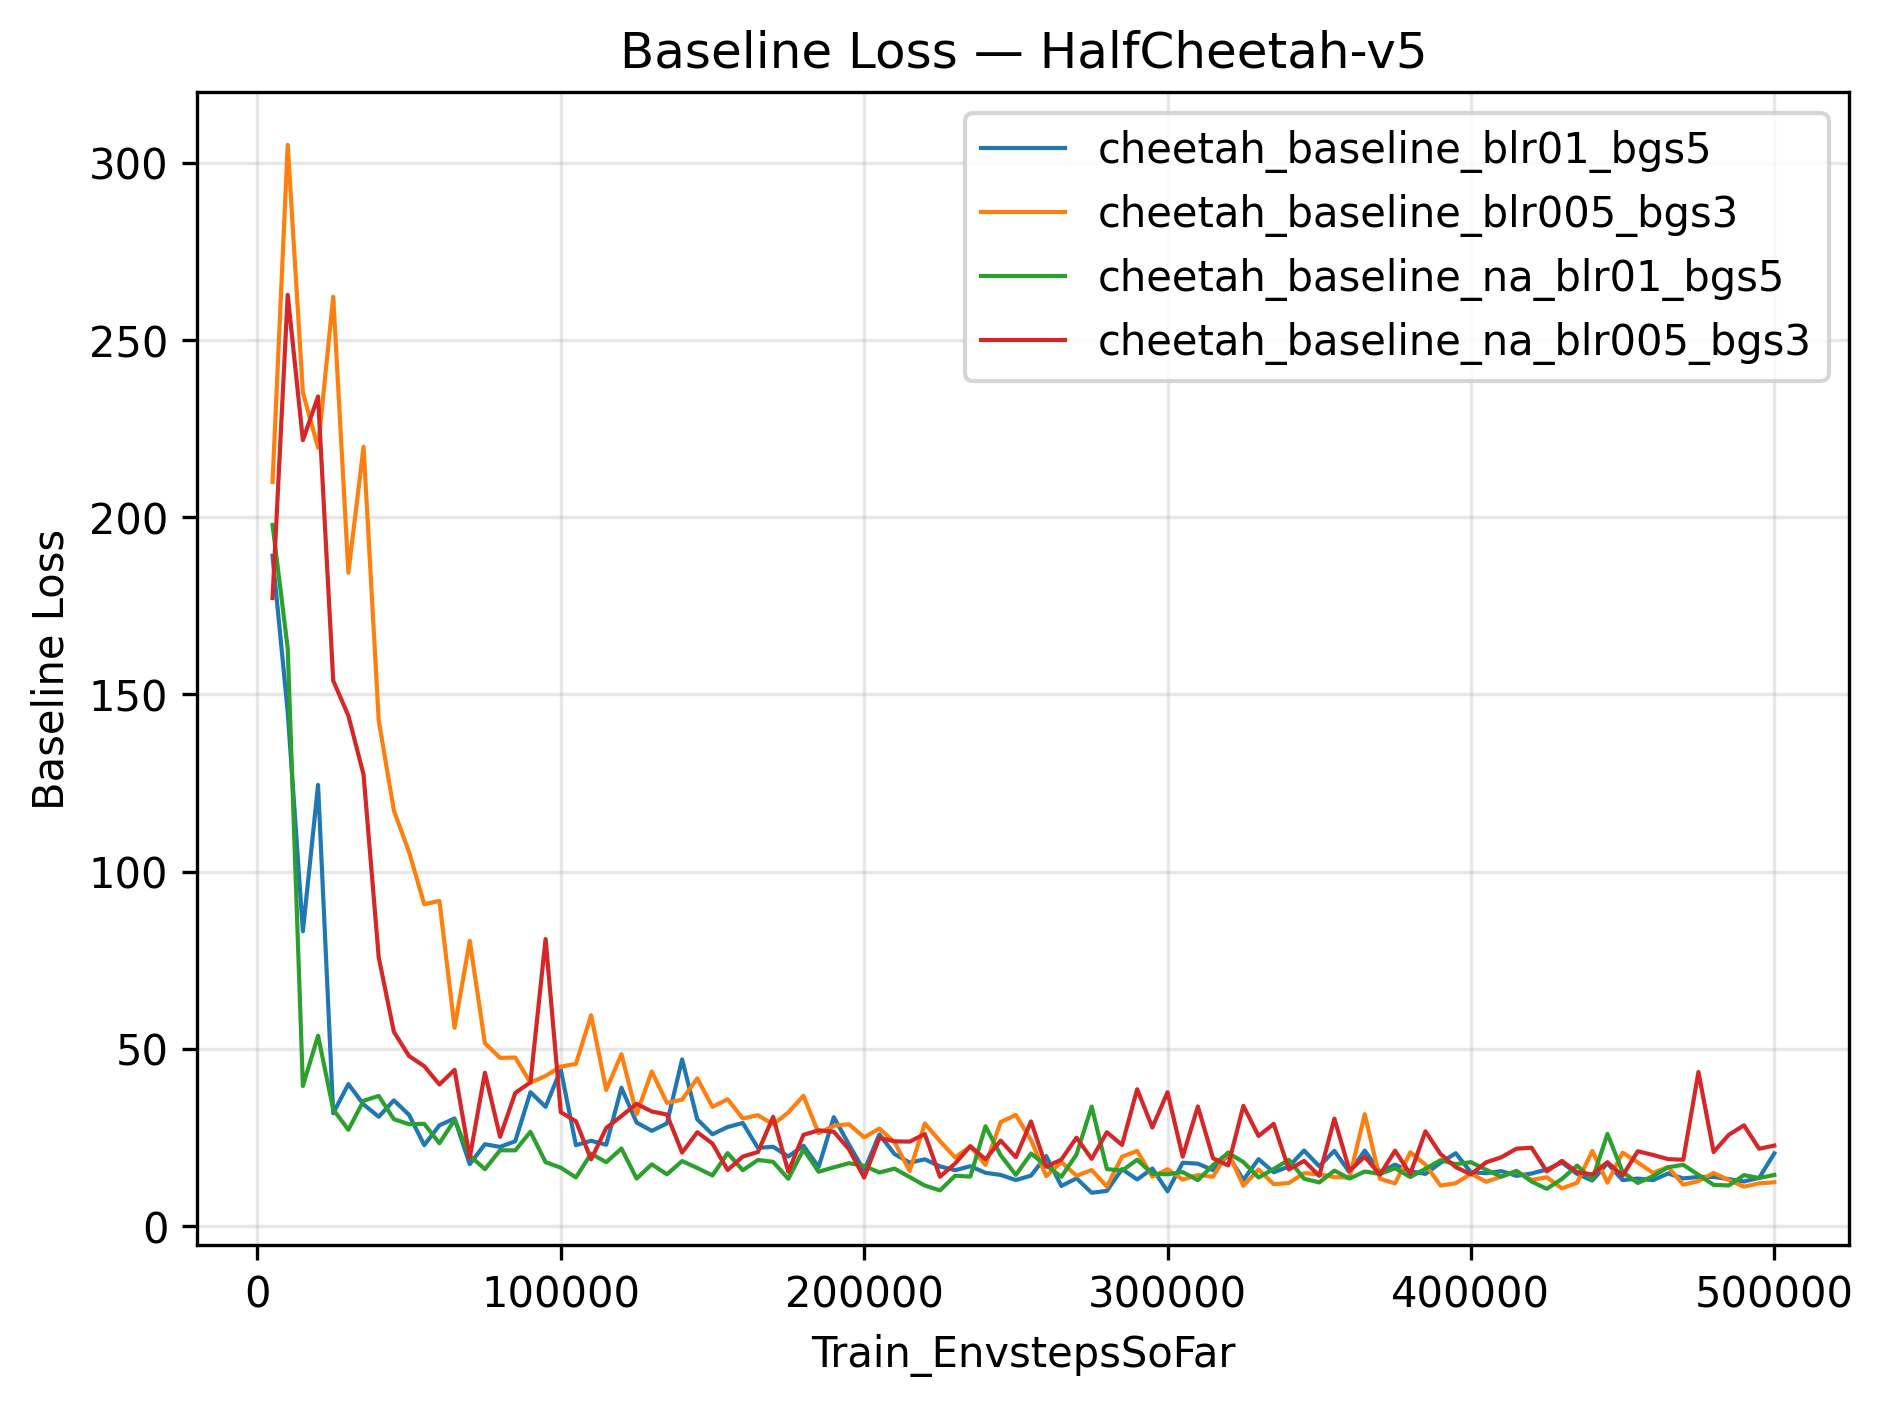 Baseline Loss — HalfCheetah-v5
cheetah_baseline_blr01_bgs5
cheetah_baseline_blr005_bgs3
cheetah_baseline_na_blr01_bgs5
cheetah_baseline_na_blr005_bgs3
Baseline Loss
300
250
200
150
100
50
0
0 100000 200000 300000 400000 500000
Train_EnvstepsSoFar